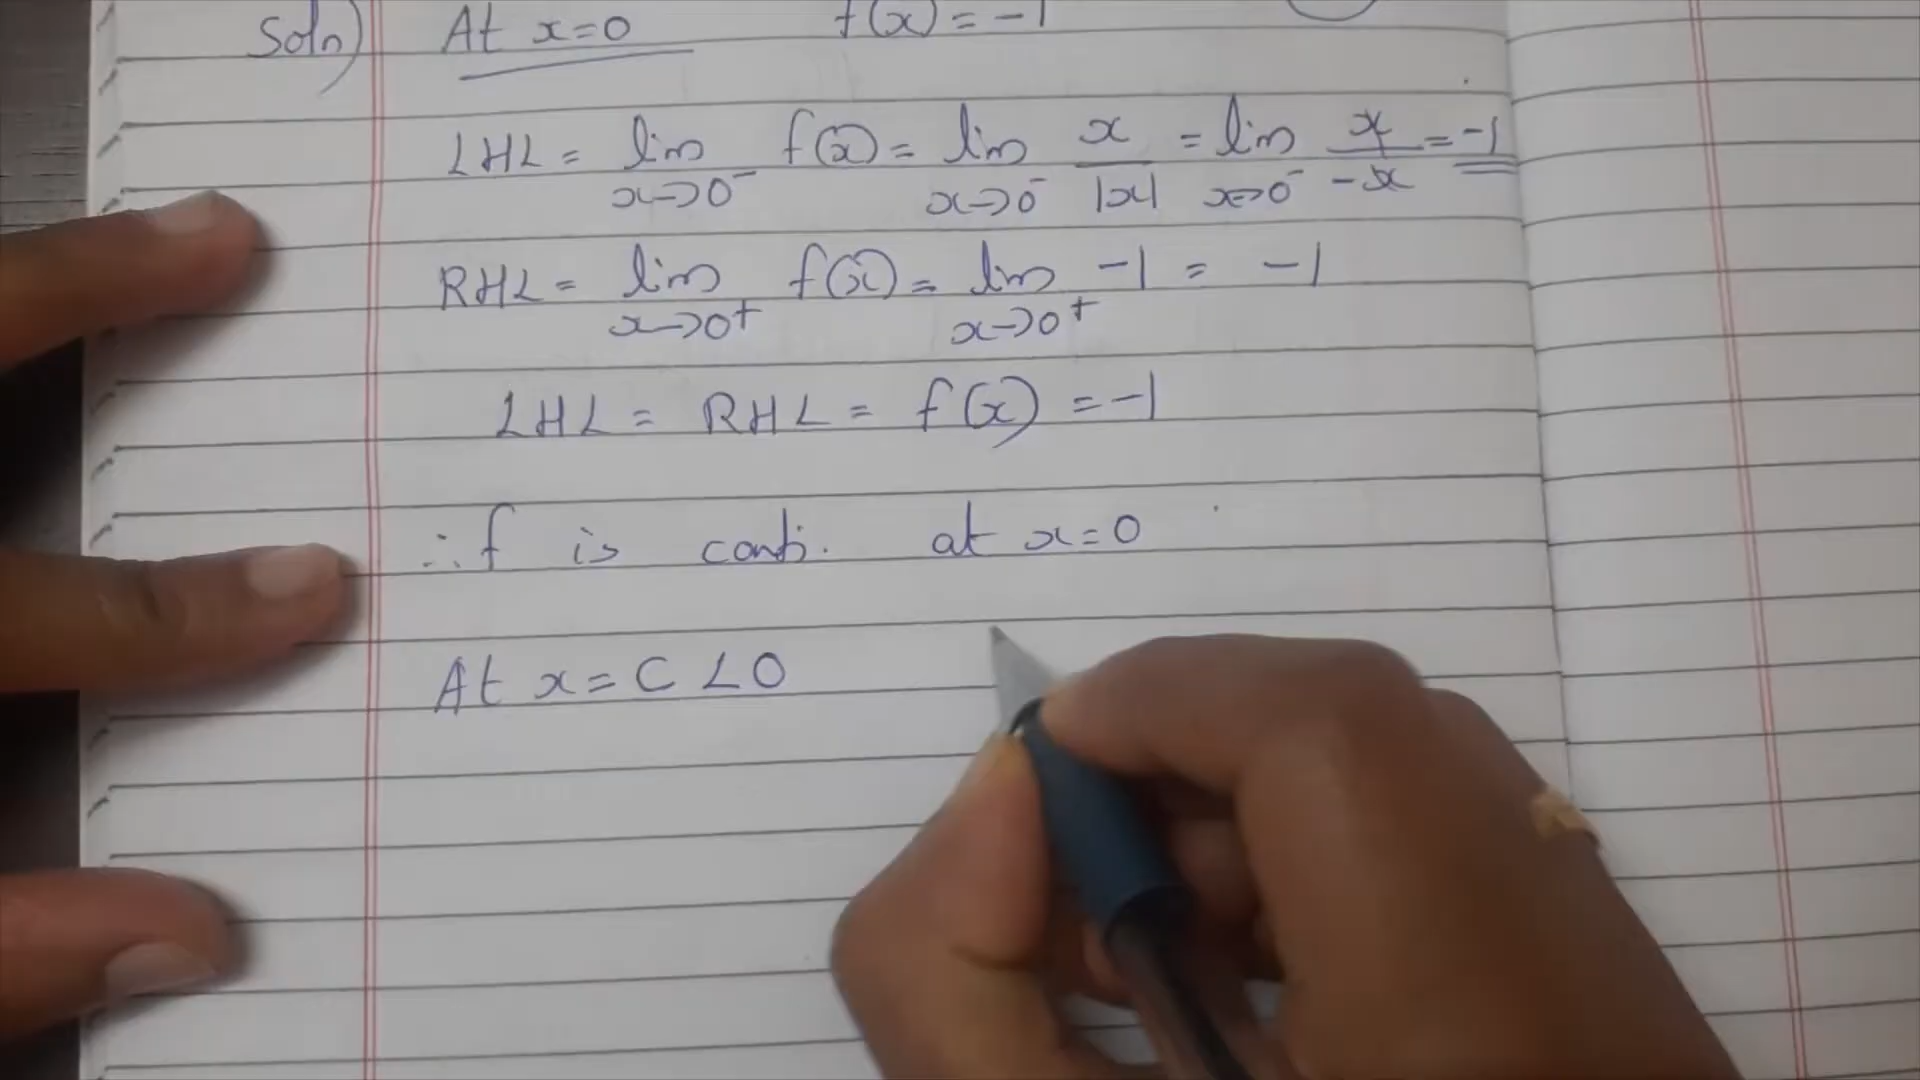 Soln) At x=0 f(x) = -1
LHL = lim x→0⁻ f(x) = lim x→0⁻ x/|x| = lim x→0⁻ x/-x = -1
RHL = lim x→0⁺ f(x) = lim x→0⁺ -1 = -1
LHL = RHL = f(x) = -1
∴ f is conti. at x=0
At x = C < 0